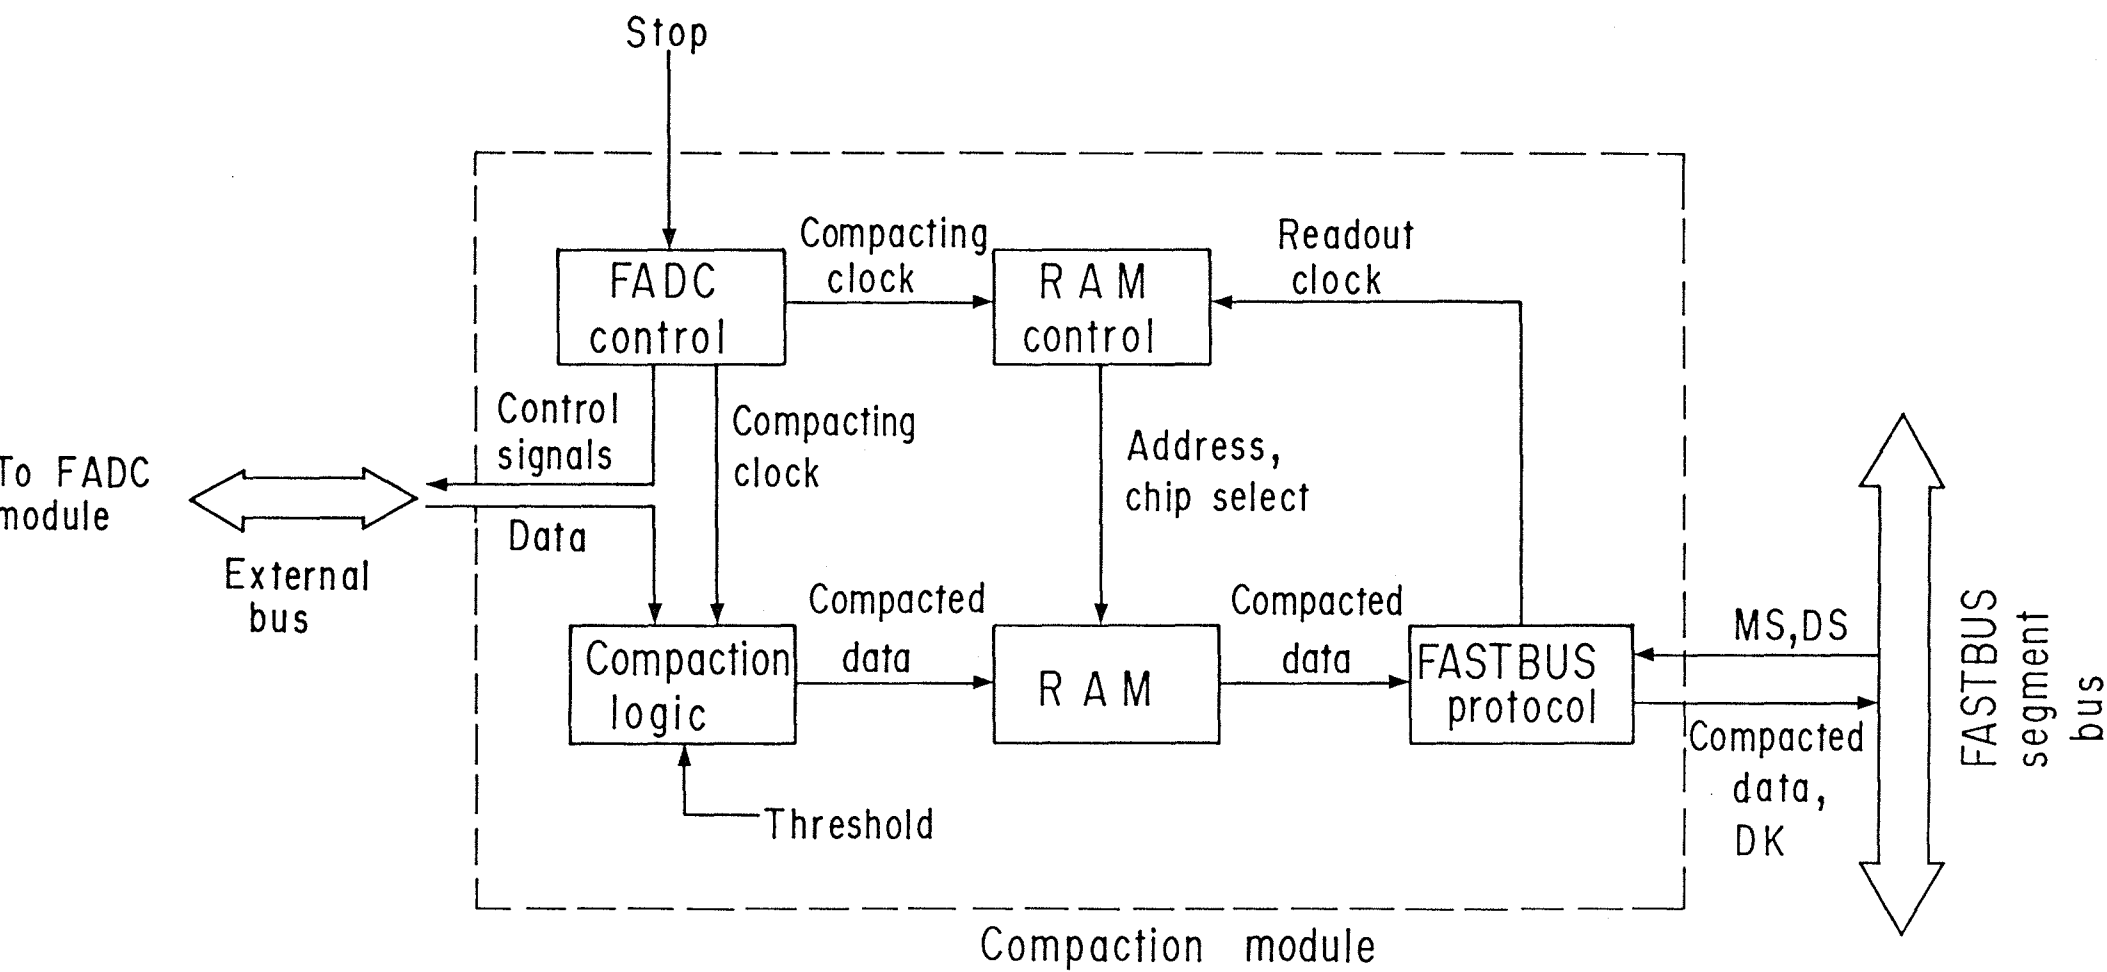 Stop
Compacting
clock
Readout
clock
FADC
control
RAM
control
Control
signals
Compacting
clock
Address,
chip select
To FADC
module
Data
External
bus
Compacted
data
Compacted
data
Compaction
logic
RAM
FASTBUS
protocol
MS,DS
Compacted
data,
DK
FASTBUS
segment
bus
Threshold
Compaction module